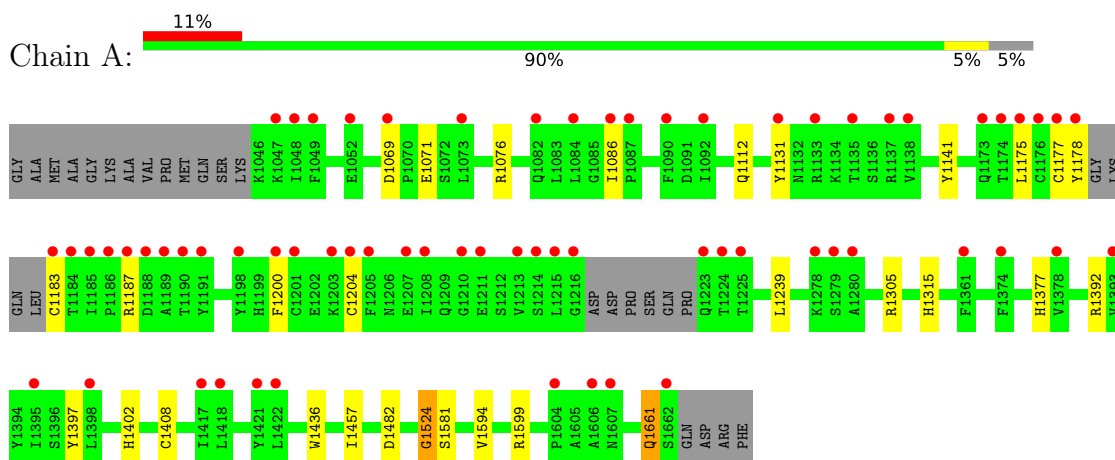 11%
Chain A:
90% 5% 5%
GLY ALA MET ALA GLY LYS ALA VAL PRO MET GLN SER LYS K1046 K1047 I1048 F1049 E1052 D1069 P1070 E1071 S1072 L1073 R1076 Q1082 L1083 L1084 G1085 I1086 P1087 F1090 D1091 I1092 Q1112 Y1131 N1132 R1133 K1134 T1135 S1136 R1137 V1138 Y1141 Q1173 T1174 L1175 C1176 C1177 Y1178 GLY LYS
GLN LEU C1183 T1184 I1185 P1186 R1187 D1188 A1189 T1190 Y1191 Y1198 H1199 F1200 C1201 E1202 K1203 C1204 F1205 N1206 E1207 I1208 Q1209 G1210 E1211 S1212 V1213 S1214 L1215 G1216 ASP ASP PRO SER GLN PRO Q1223 T1224 T1225 L1239 K1278 S1279 A1280 R1305 H1315 F1361 F1374 H1377 V1378 R1392 V1393
Y1394 I1395 S1396 Y1397 L1398 H1402 C1408 I1417 L1418 Y1421 L1422 W1436 I1457 D1482 G1524 S1581 V1594 R1599 P1604 A1605 A1606 N1607 Q1661 S1662 GLN ASP ARG PHE